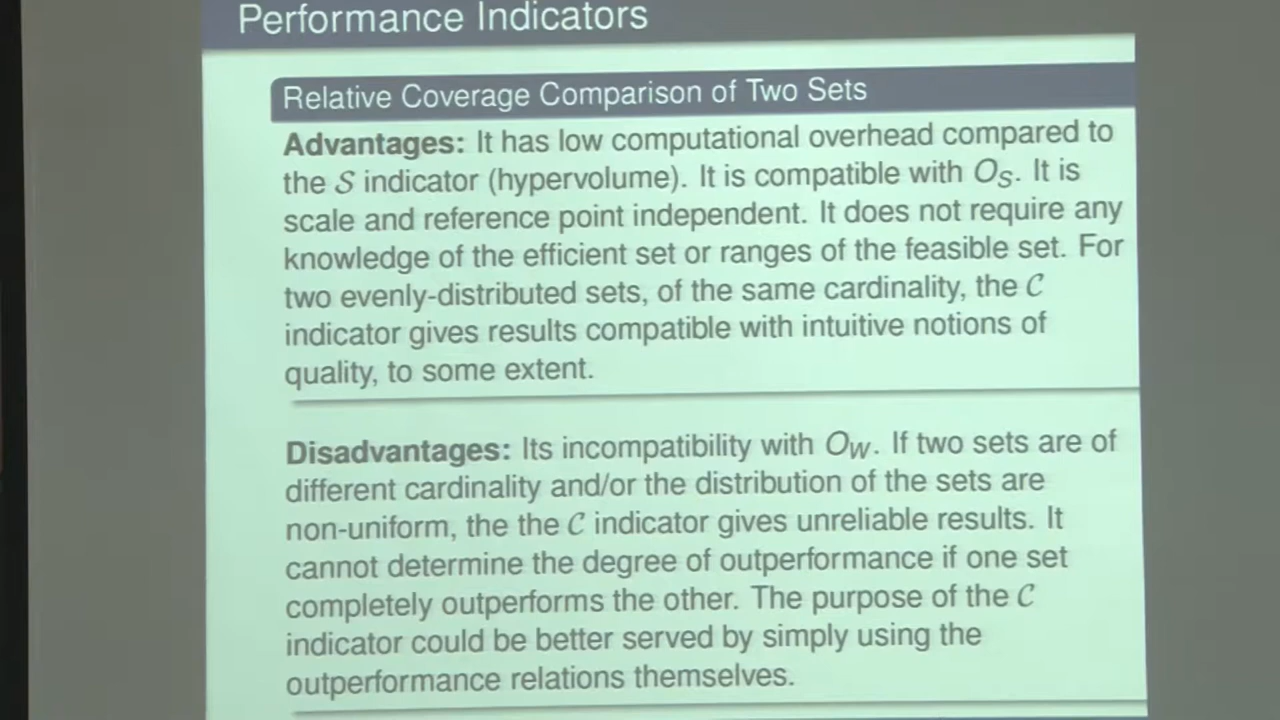 Performance Indicators
Relative Coverage Comparison of Two Sets
Advantages: It has low computational overhead compared to
the S indicator (hypervolume). It is compatible with OS. It is
scale and reference point independent. It does not require any
knowledge of the efficient set or ranges of the feasible set. For
two evenly-distributed sets, of the same cardinality, the C
indicator gives results compatible with intuitive notions of
quality, to some extent.
Disadvantages: Its incompatibility with OW. If two sets are of
different cardinality and/or the distribution of the sets are
non-uniform, the the C indicator gives unreliable results. It
cannot determine the degree of outperformance if one set
completely outperforms the other. The purpose of the C
indicator could be better served by simply using the
outperformance relations themselves.